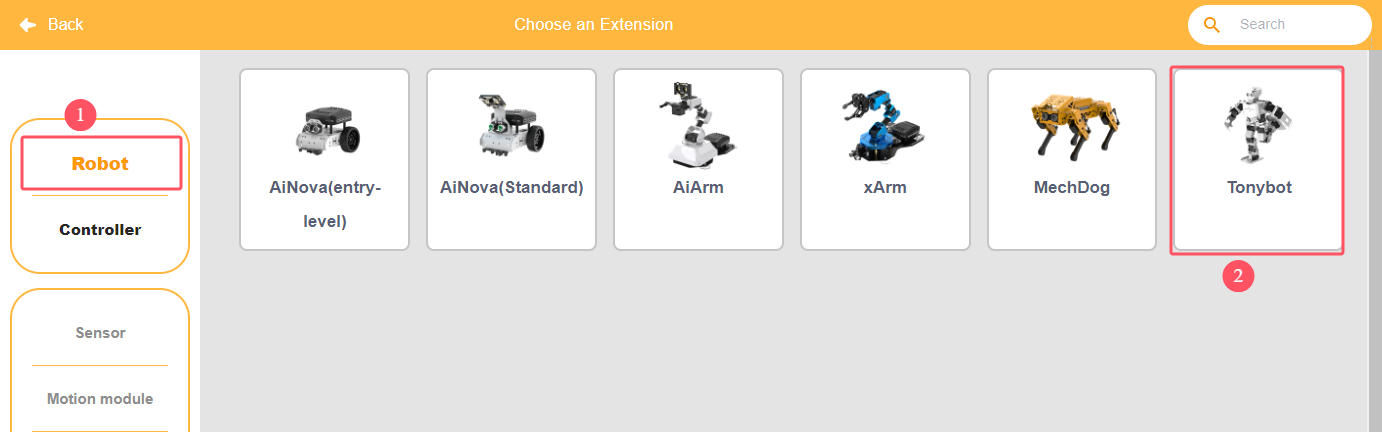 Back
Choose an Extension
Search
1
Robot
Controller
Sensor
Motion module
AiNova(entry-
level)
AiNova(Standard)
AiArm
xArm
MechDog
Tonybot
2